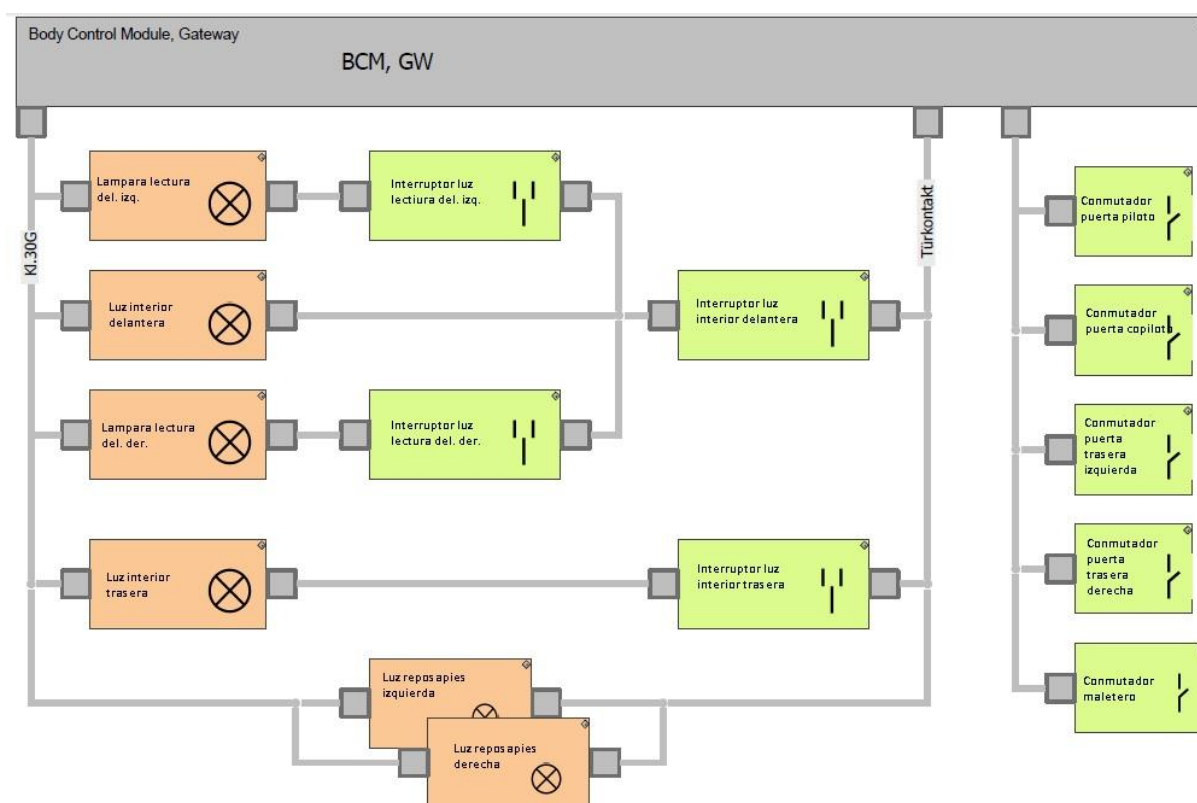 Body Control Module, Gateway
BCM, GW
Kl.30G
Lampara lectura
del. izq.
Interruptor luz
lectiura del. izq.
Luz interior
delantera
Interruptor luz
interior delantera
Lampara lectura
del. der.
Interruptor luz
lectura del. der.
Luz interior
trasera
Interruptor luz
interior trasera
Luz reposapies
izquierda
Luz reposapies
derecha
Türkontakt
Conmutador
puerta piloto
Conmutador
puerta copiloto
Conmutador
puerta
trasera
izquierda
Conmutador
puerta
trasera
derecha
Conmutador
maletero